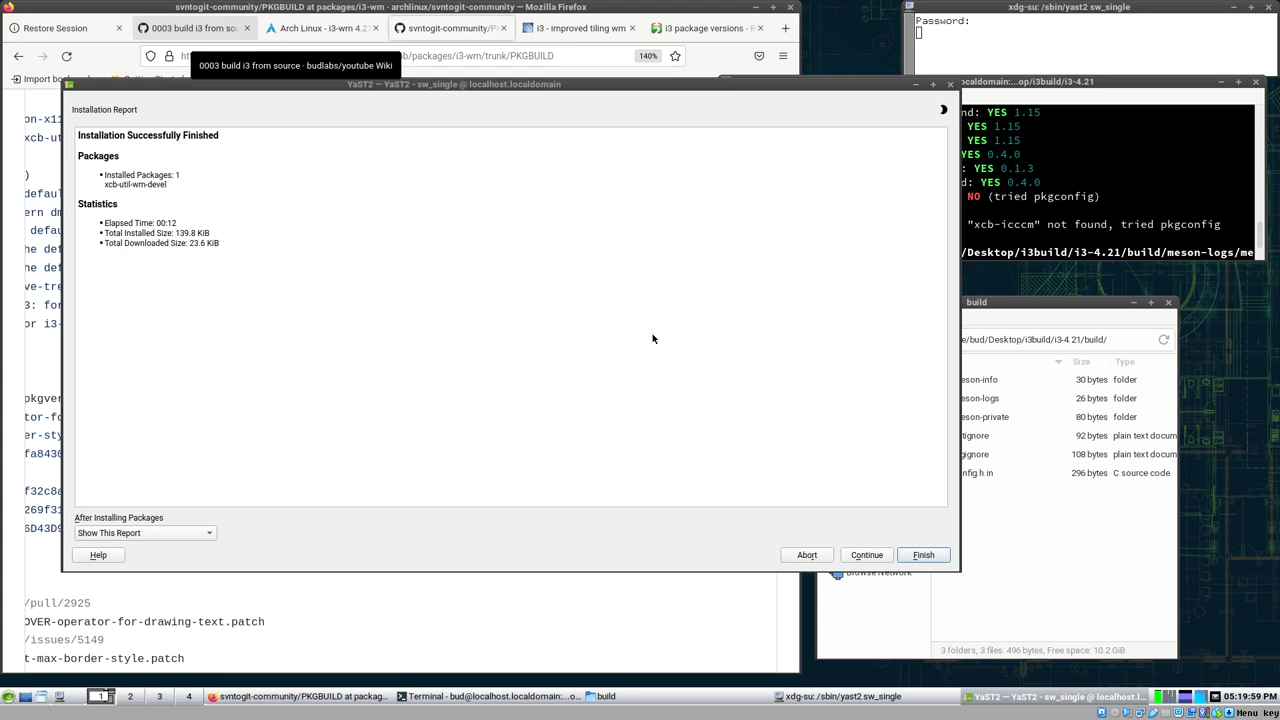 svntogit-community/PKGBUILD at packages/i3-wm · archlinux/svntogit-community — Mozilla Firefox
Restore Session
0003 build i3 from so
Arch Linux - i3-wm 4.21
svntogit-community/P
i3 - improved tiling wm
i3 package versions - R
b/packages/i3-wm/trunk/PKGBUILD
140%
Import bo
0003 build i3 from source · budlabs/youtube Wiki
xdg-su: /sbin/yast2 sw_single
Password:
YaST2 — YaST2 - sw_single @ localhost.localdomain
Installation Report
Installation Successfully Finished
Packages
• Installed Packages: 1
xcb-util-wm-devel
Statistics
• Elapsed Time: 00:12
• Total Installed Size: 139.8 KiB
• Total Downloaded Size: 23.6 KiB
After Installing Packages
Show This Report
Help
Abort
Continue
Finish
ocaldomain:...op/i3build/i3-4.21
nd: YES 1.15
YES 1.15
YES 1.15
YES 0.4.0
: YES 0.1.3
d: YES 0.4.0
NO (tried pkgconfig)
"xcb-icccm" not found, tried pkgconfig
/Desktop/i3build/i3-4.21/build/meson-logs/me
build
e/bud/Desktop/i3build/i3-4.21/build/
Size
Type
eson-info
30 bytes
folder
eson-logs
26 bytes
folder
eson-private
80 bytes
folder
tignore
92 bytes
plain text docum
gignore
108 bytes
plain text docum
nfig.h.in
296 bytes
C source code
Browse Network
3 folders, 3 files: 496 bytes, Free space: 10.2 GiB
on-x11
xcb-ut
)
defaul
ern dm
defau
he def
he def
ve-tre
3: for
or i3-
pkgver
tor-fo
er-sty
fa8430
f32c8a
269f31
6D43D9
/pull/2925
OVER-operator-for-drawing-text.patch
/issues/5149
t-max-border-style.patch
1
2
3
4
svntogit-community/PKGBUILD at packag...
Terminal - bud@localhost.localdomain:...o...
build
xdg-su: /sbin/yast2 sw_single
YaST2 — YaST2 - sw_single @ localhost.l...
05:19:59 PM
Menu key